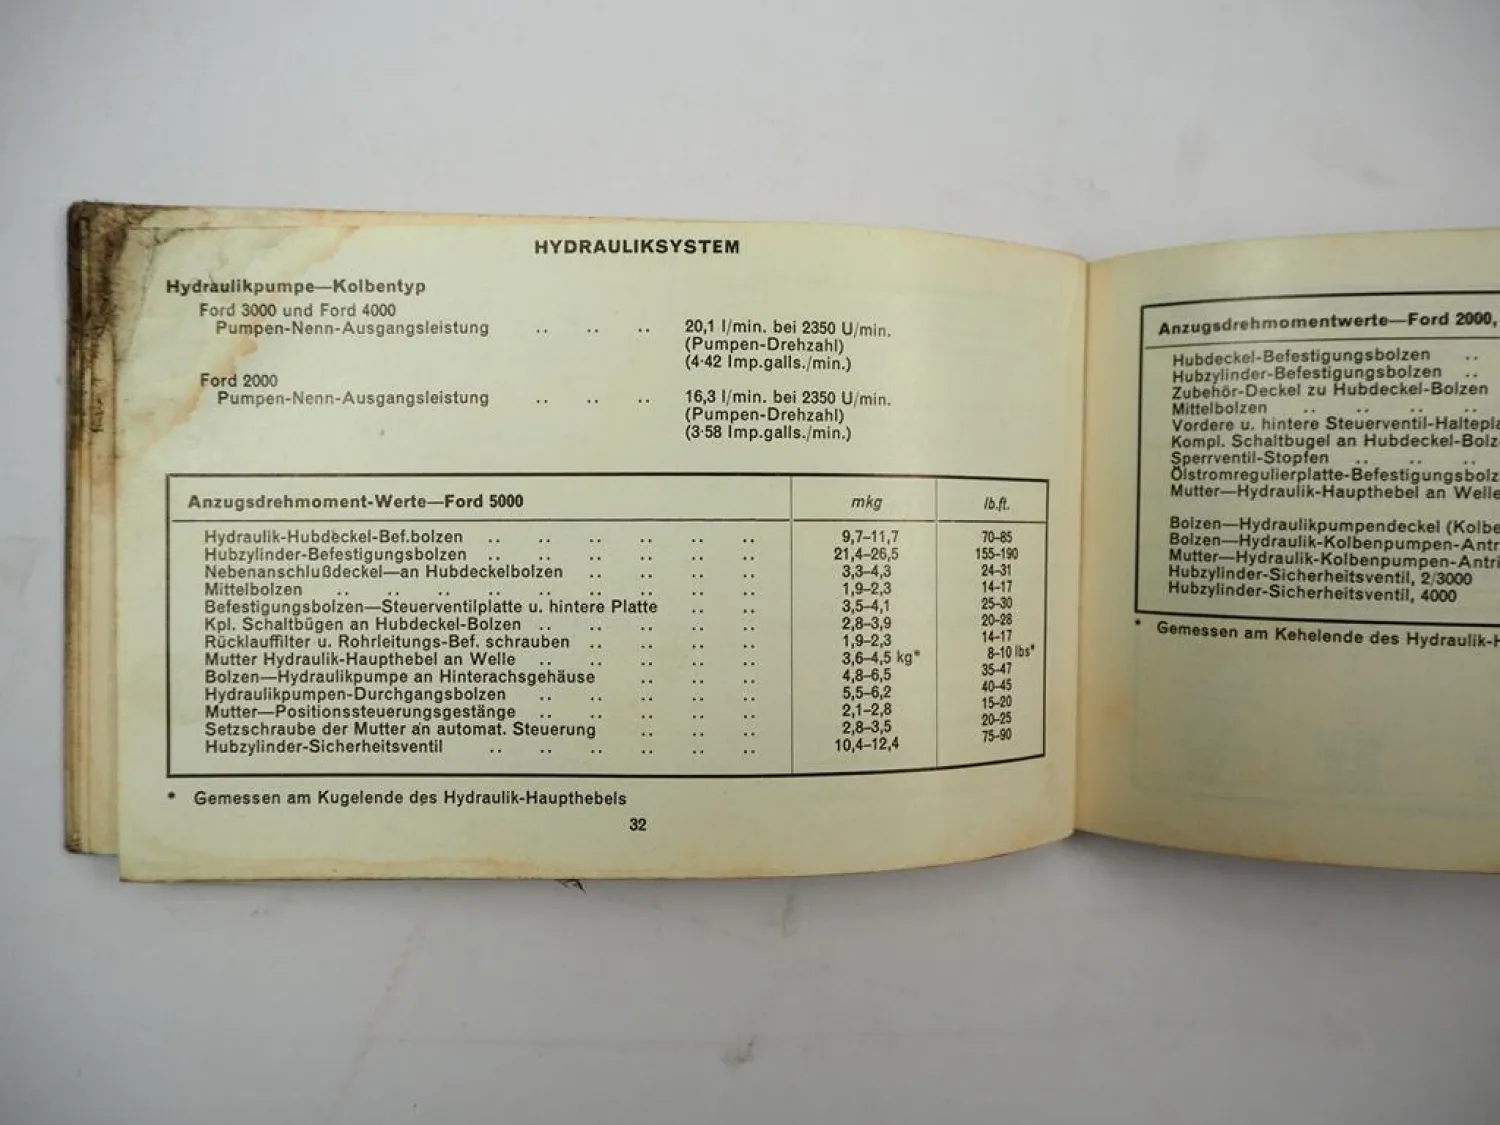 HYDRAULIKSYSTEM
Hydraulikpumpe—Kolbentyp
Ford 3000 und Ford 4000
Pumpen-Nenn-Ausgangsleistung .. .. .. 20,1 l/min. bei 2350 U/min.
(Pumpen-Drehzahl)
(4·42 Imp.galls./min.)
Ford 2000
Pumpen-Nenn-Ausgangsleistung .. .. .. 16,3 l/min. bei 2350 U/min.
(Pumpen-Drehzahl)
(3·58 Imp.galls./min.)
Anzugsdrehmoment-Werte—Ford 5000 mkg lb.ft.
Hydraulik-Hubdeckel-Bef.bolzen .. .. .. .. .. .. 9,7–11,7 70–85
Hubzylinder-Befestigungsbolzen .. .. .. .. .. .. 21,4–26,5 155–190
Nebenanschlußdeckel—an Hubdeckelbolzen .. .. .. .. 3,3–4,3 24–31
Mittelbolzen .. .. .. .. .. .. .. .. .. 1,9–2,3 14–17
Befestigungsbolzen—Steuerventilplatte u. hintere Platte .. .. 3,5–4,1 25–30
Kpl. Schaltbügen an Hubdeckel-Bolzen .. .. .. .. .. 2,8–3,9 20–28
Rücklauffilter u. Rohrleitungs-Bef. schrauben .. .. .. .. 1,9–2,3 14–17
Mutter Hydraulik-Haupthebel an Welle .. .. .. .. .. 3,6–4,5 kg* 8–10 lbs*
Bolzen—Hydraulikpumpe an Hinterachsgehäuse .. .. .. 4,8–6,5 35–47
Hydraulikpumpen-Durchgangsbolzen .. .. .. .. .. 5,5–6,2 40–45
Mutter—Positionssteuerungsgestänge .. .. .. .. .. 2,1–2,8 15–20
Setzschraube der Mutter an automat. Steuerung .. .. .. 2,8–3,5 20–25
Hubzylinder-Sicherheitsventil .. .. .. .. .. .. 10,4–12,4 75–90
* Gemessen am Kugelende des Hydraulik-Haupthebels
32
Anzugsdrehmomentwerte—Ford 2000,
Hubdeckel-Befestigungsbolzen ..
Hubzylinder-Befestigungsbolzen ..
Zubehör-Deckel zu Hubdeckel-Bolzen
Mittelbolzen .. .. .. ..
Vordere u. hintere Steuerventil-Haltepla
Kompl. Schaltbugel an Hubdeckel-Bolz
Sperrventil-Stopfen .. .. ..
Ölstromregulierplatte-Befestigungsbolz
Mutter—Hydraulik-Haupthebel an Welle
Bolzen—Hydraulikpumpendeckel (Kolbe
Bolzen—Hydraulik-Kolbenpumpen-Antr
Mutter—Hydraulik-Kolbenpumpen-Antri
Hubzylinder-Sicherheitsventil, 2/3000
Hubzylinder-Sicherheitsventil, 4000
* Gemessen am Kehelende des Hydraulik-H